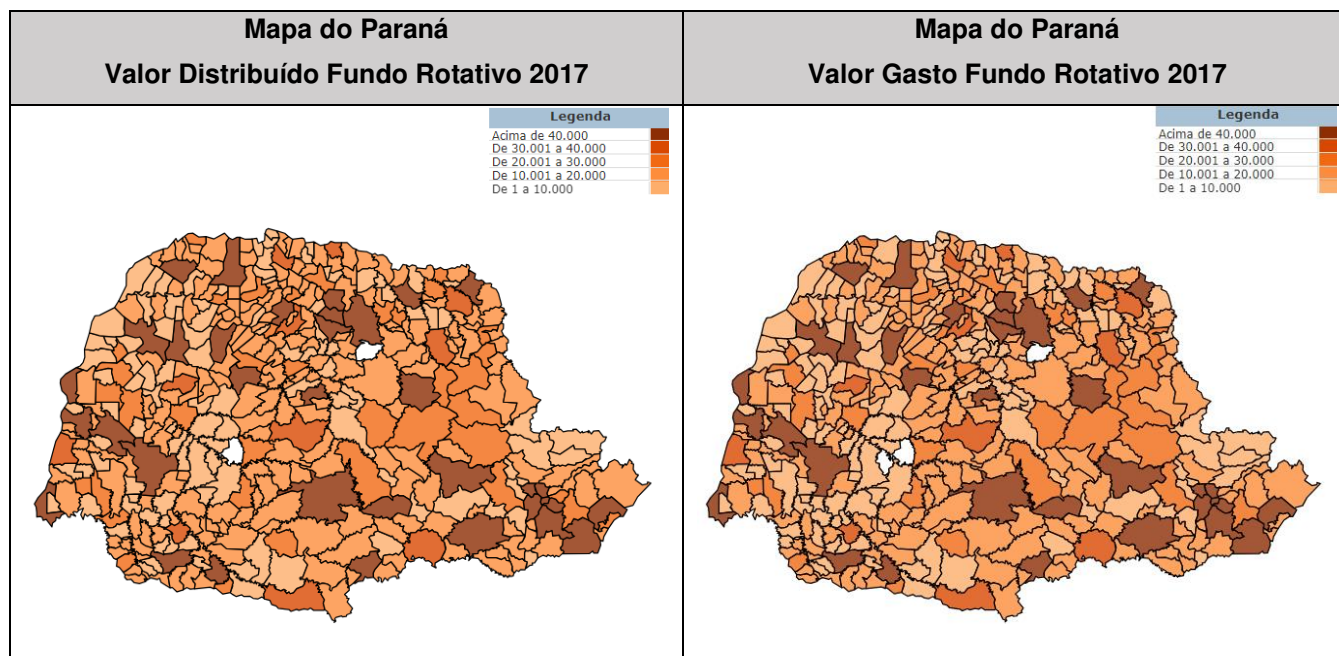 Mapa do Paraná
Valor Distribuído Fundo Rotativo 2017
Mapa do Paraná
Valor Gasto Fundo Rotativo 2017
Legenda
Acima de 40.000
De 30.001 a 40.000
De 20.001 a 30.000
De 10.001 a 20.000
De 1 a 10.000
Legenda
Acima de 40.000
De 30.001 a 40.000
De 20.001 a 30.000
De 10.001 a 20.000
De 1 a 10.000